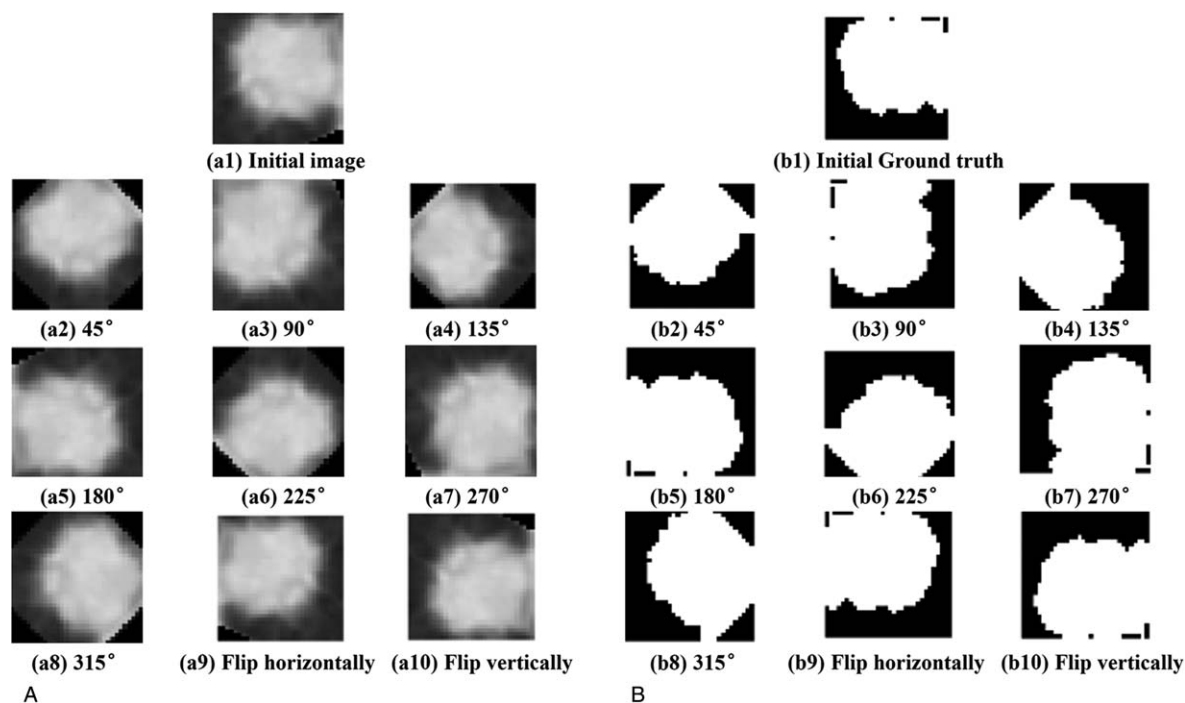 (a1) Initial image
(b1) Initial Ground truth
(a2) 45°
(a3) 90°
(a4) 135°
(b2) 45°
(b3) 90°
(b4) 135°
(a5) 180°
(a6) 225°
(a7) 270°
(b5) 180°
(b6) 225°
(b7) 270°
(a8) 315°
(a9) Flip horizontally
(a10) Flip vertically
(b8) 315°
(b9) Flip horizontally
(b10) Flip vertically
A
B